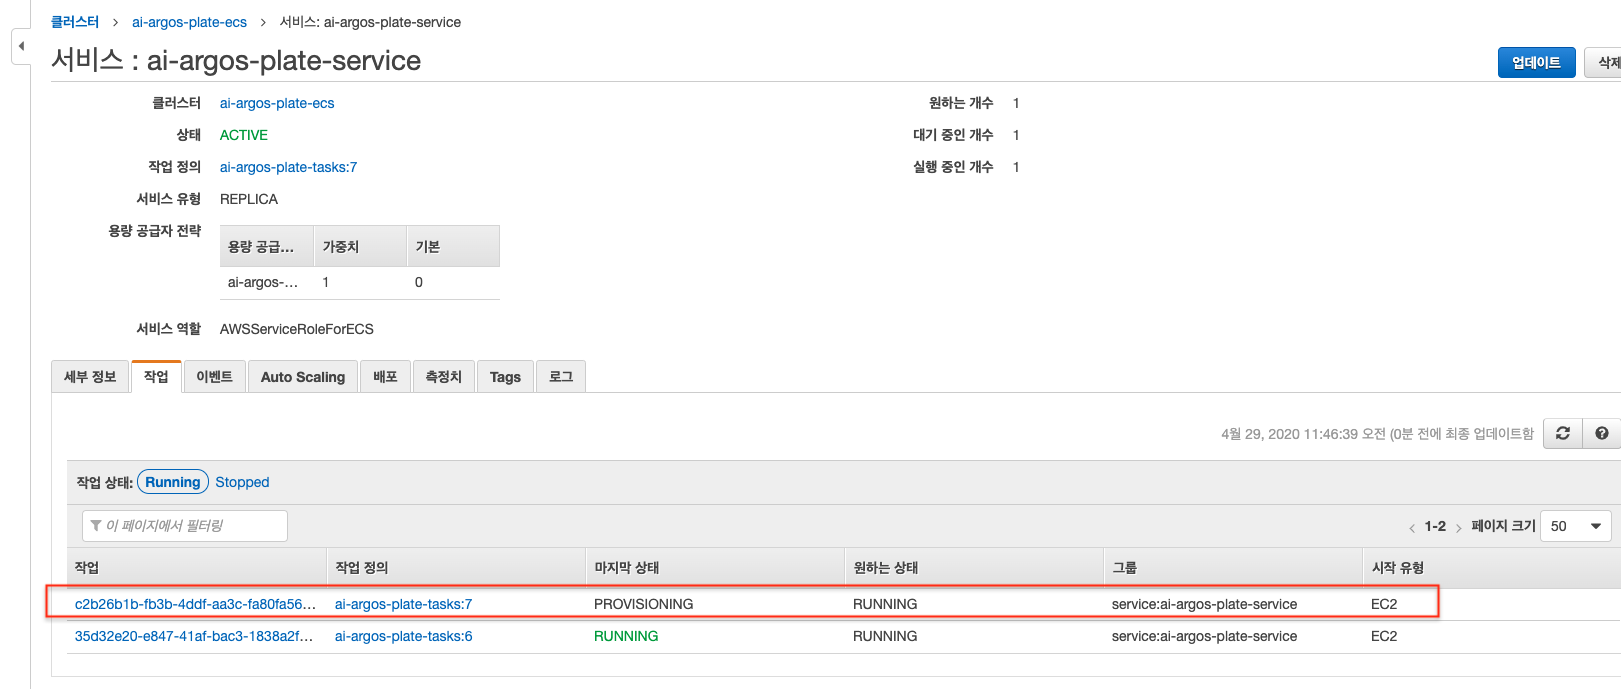 클러스터 > ai-argos-plate-ecs > 서비스: ai-argos-plate-service
서비스 : ai-argos-plate-service
업데이트 삭제
클러스터 ai-argos-plate-ecs 원하는 개수 1
상태 ACTIVE 대기 중인 개수 1
작업 정의 ai-argos-plate-tasks:7 실행 중인 개수 1
서비스 유형 REPLICA
용량 공급자 전략
용량 공급... 가중치 기본
ai-argos-... 1 0
서비스 역할 AWSServiceRoleForECS
세부 정보 작업 이벤트 Auto Scaling 배포 측정치 Tags 로그
4월 29, 2020 11:46:39 오전 (0분 전에 최종 업데이트함
작업 상태: Running Stopped
이 페이지에서 필터링 < 1-2 > 페이지 크기 50
작업 작업 정의 마지막 상태 원하는 상태 그룹 시작 유형
c2b26b1b-fb3b-4ddf-aa3c-fa80fa56... ai-argos-plate-tasks:7 PROVISIONING RUNNING service:ai-argos-plate-service EC2
35d32e20-e847-41af-bac3-1838a2f... ai-argos-plate-tasks:6 RUNNING RUNNING service:ai-argos-plate-service EC2